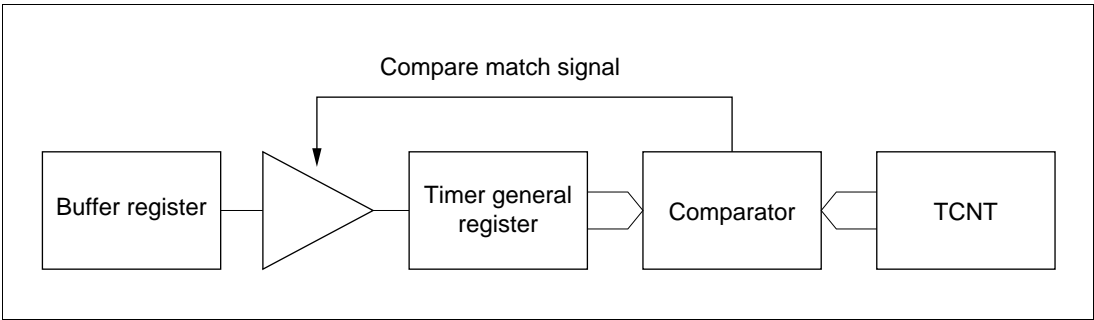 Compare match signal
Buffer register
Timer general
register
Comparator
TCNT